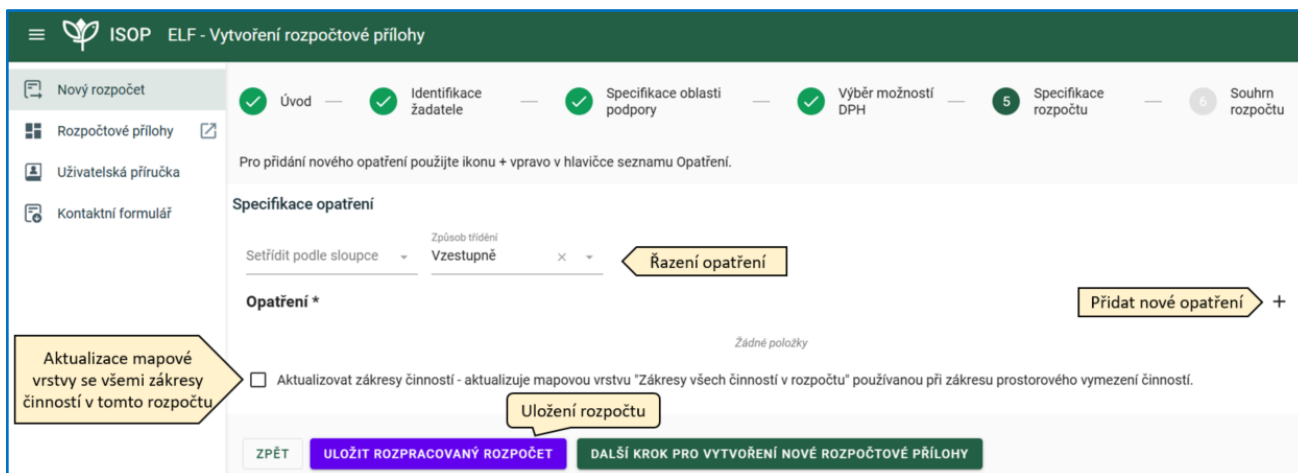 ISOP ELF - Vytvoření rozpočtové přílohy
Nový rozpočet
Rozpočtové přílohy
Uživatelská příručka
Kontaktní formulář
Úvod
Identifikace
žadatele
Specifikace oblasti
podpory
Výběr možností
DPH
5
Specifikace
rozpočtu
6
Souhrn
rozpočtu
Pro přidání nového opatření použijte ikonu + vpravo v hlavičce seznamu Opatření.
Specifikace opatření
Setřídit podle sloupce
Způsob třídění
Vzestupně
Řazení opatření
Opatření *
Přidat nové opatření
Žádné položky
Aktualizace mapové
vrstvy se všemi zákresy
činností v tomto rozpočtu
Aktualizovat zákresy činností - aktualizuje mapovou vrstvu "Zákresy všech činností v rozpočtu" používanou při zákresu prostorového vymezení činností.
Uložení rozpočtu
ZPĚT
ULOŽIT ROZPRACOVANÝ ROZPOČET
DALŠÍ KROK PRO VYTVOŘENÍ NOVÉ ROZPOČTOVÉ PŘÍLOHY